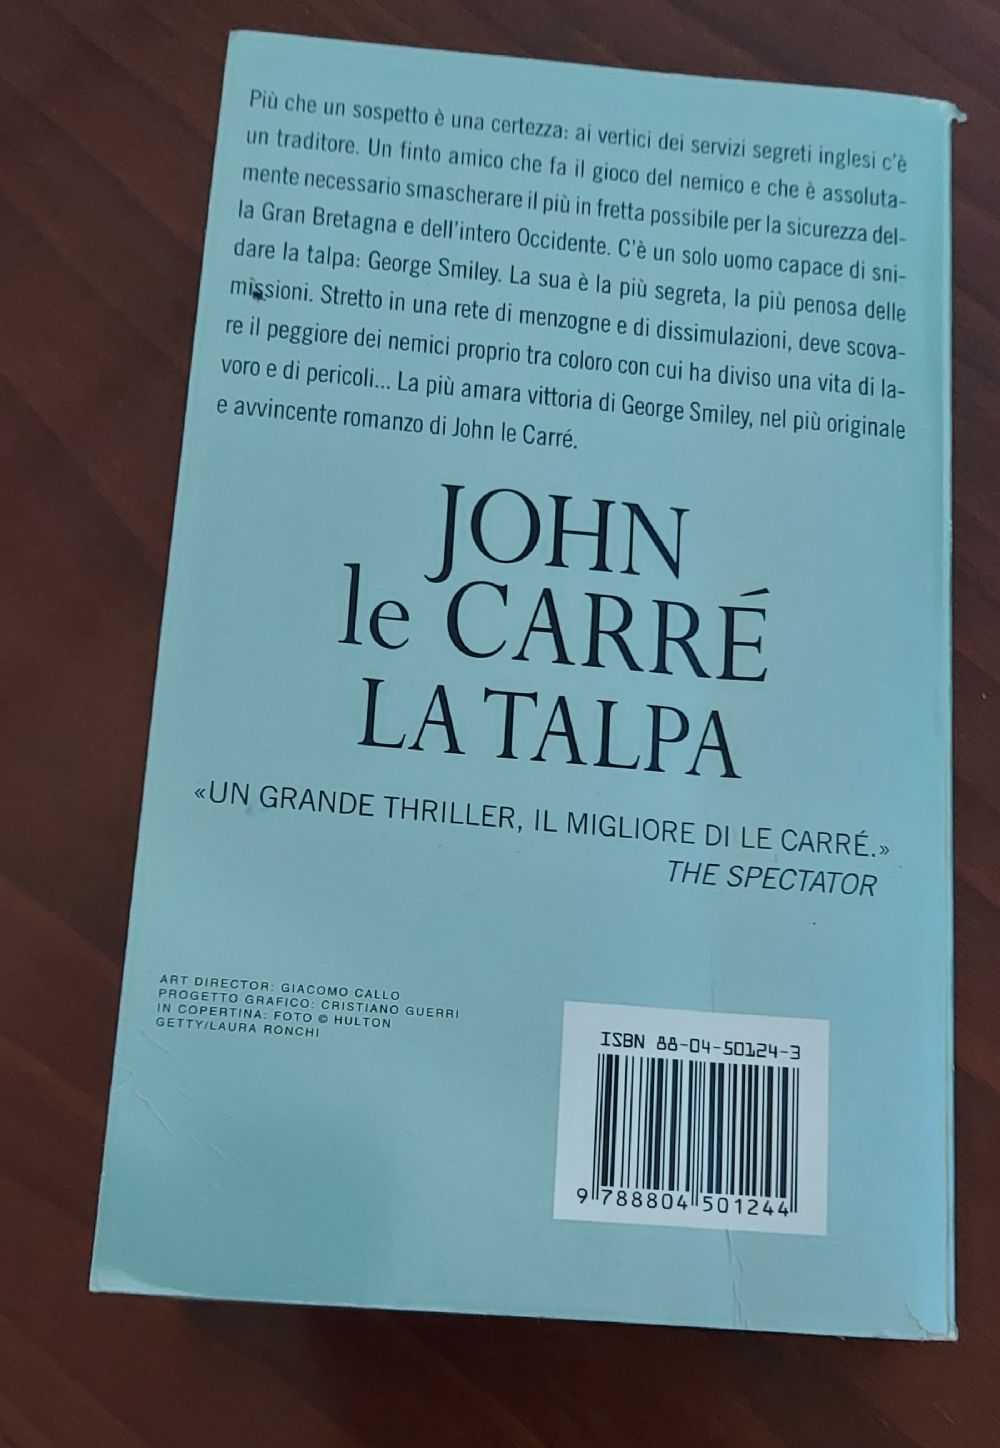 Più che un sospetto è una certezza: ai vertici dei servizi segreti inglesi c'è
un traditore. Un finto amico che fa il gioco del nemico e che è assoluta-
mente necessario smascherare il più in fretta possibile per la sicurezza del-
la Gran Bretagna e dell'intero Occidente. C'è un solo uomo capace di sni-
dare la talpa: George Smiley. La sua è la più segreta, la più penosa delle
missioni. Stretto in una rete di menzogne e di dissimulazioni, deve scova-
re il peggiore dei nemici proprio tra coloro con cui ha diviso una vita di la-
voro e di pericoli... La più amara vittoria di George Smiley, nel più originale
e avvincente romanzo di John le Carré.
JOHN
le CARRÉ
LA TALPA
«UN GRANDE THRILLER, IL MIGLIORE DI LE CARRÉ.»
THE SPECTATOR
ART DIRECTOR: GIACOMO CALLO
PROGETTO GRAFICO: CRISTIANO GUERRI
IN COPERTINA: FOTO © HULTON
GETTY/LAURA RONCHI
ISBN 88-04-50124-3
9 788804 501244